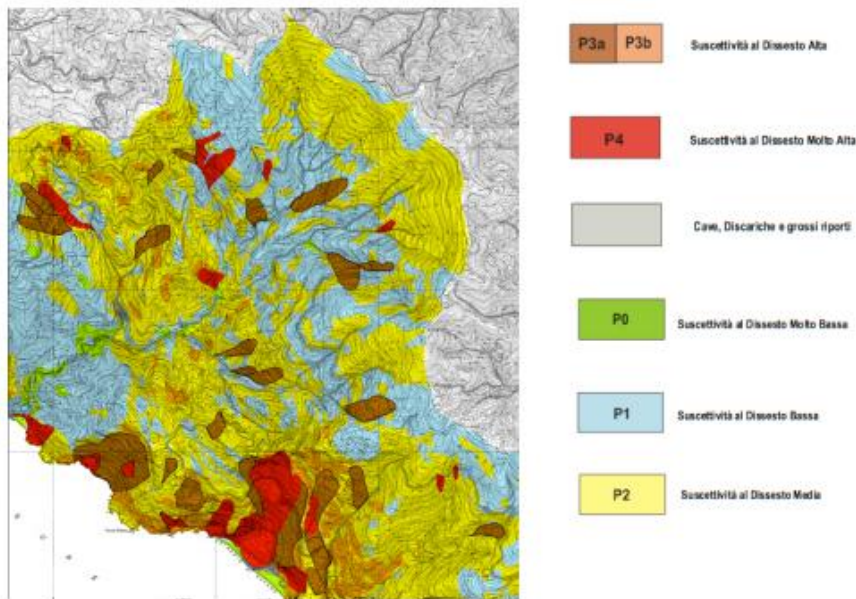 P3a P3b Suscettività al Dissesto Alta
P4 Suscettività al Dissesto Molto Alta
Cave, Discariche e grossi riporti
P0 Suscettività al Dissesto Molto Bassa
P1 Suscettività al Dissesto Bassa
P2 Suscettività al Dissesto Media